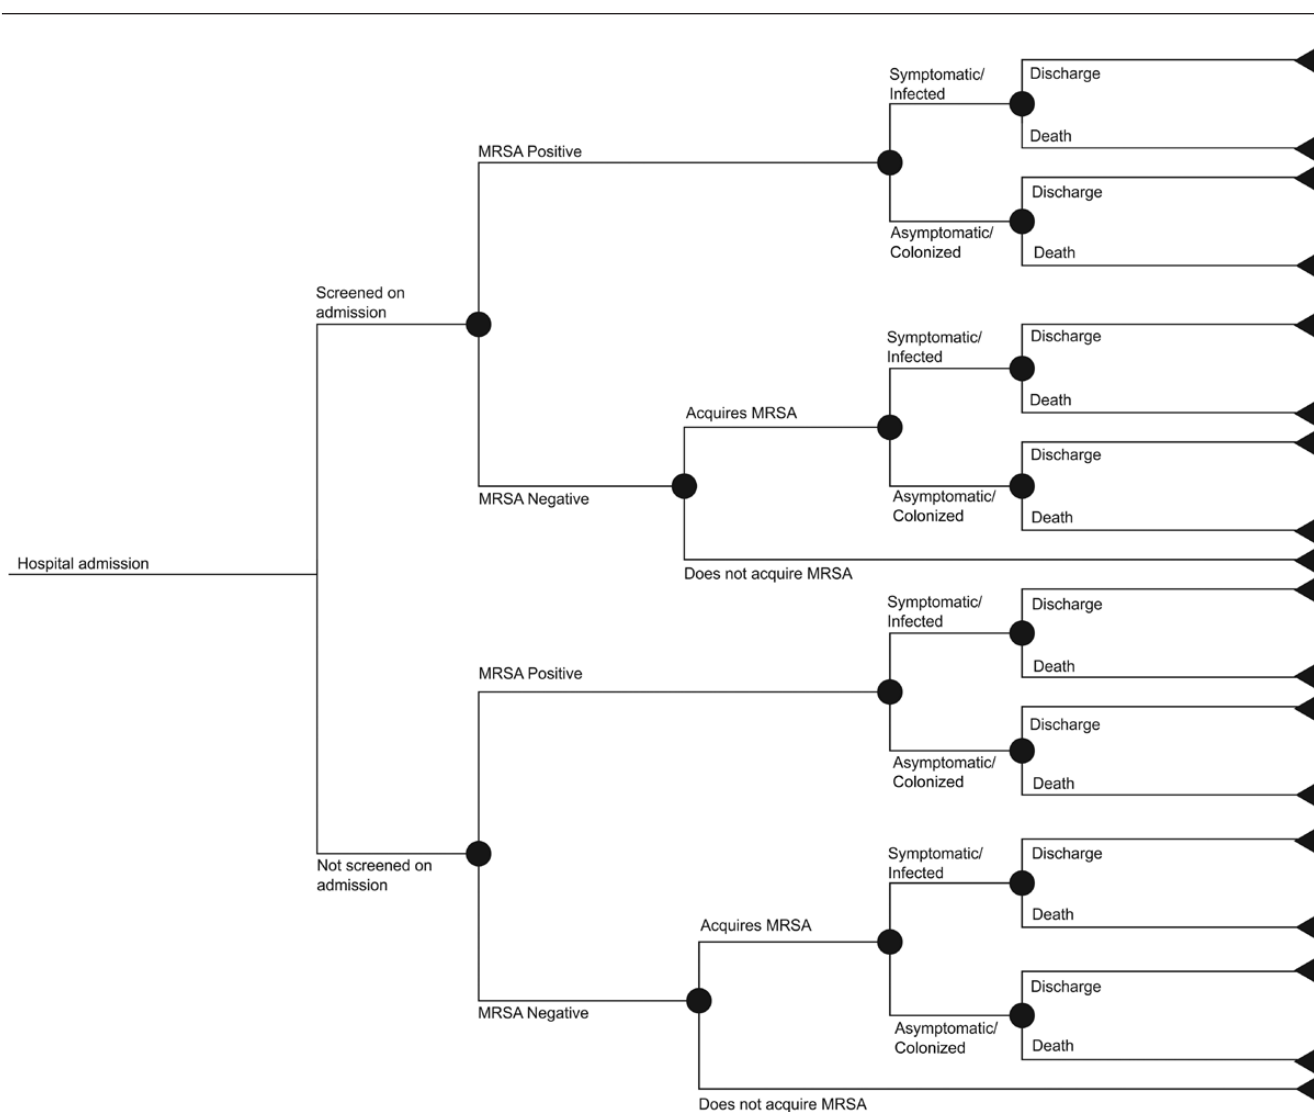 Symptomatic/
Infected
Discharge
Death
MRSA Positive
Discharge
Asymptomatic/
Colonized
Death
Screened on
admission
Symptomatic/
Infected
Discharge
Death
Acquires MRSA
Discharge
MRSA Negative
Asymptomatic/
Colonized
Death
Hospital admission
Does not acquire MRSA
Symptomatic/
Infected
Discharge
Death
MRSA Positive
Discharge
Asymptomatic/
Colonized
Death
Not screened on
admission
Symptomatic/
Infected
Discharge
Death
Acquires MRSA
Discharge
MRSA Negative
Asymptomatic/
Colonized
Death
Does not acquire MRSA